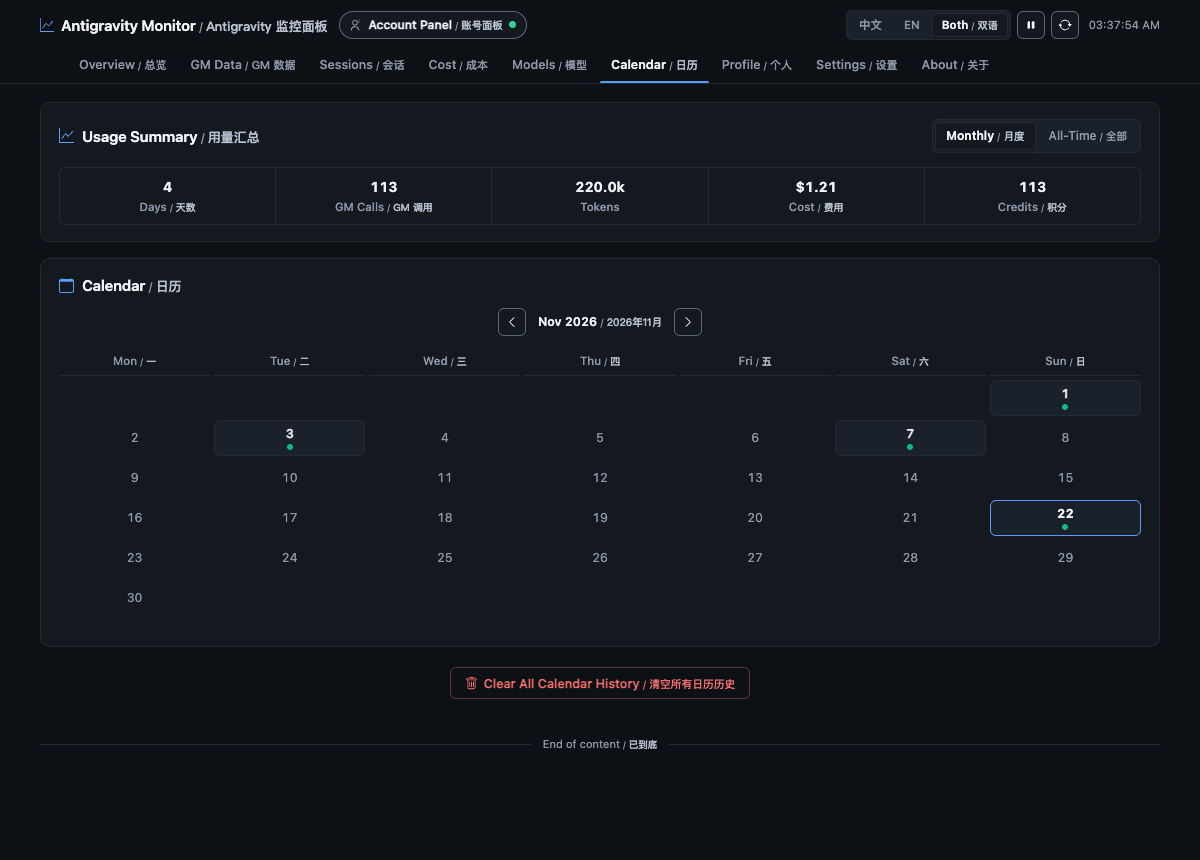 Antigravity Monitor / Antigravity 监控面板 Account Panel / 账号面板 中文 EN Both / 双语 03:37:54 AM
Overview / 总览 GM Data / GM 数据 Sessions / 会话 Cost / 成本 Models / 模型 Calendar / 日历 Profile / 个人 Settings / 设置 About / 关于
Usage Summary / 用量汇总 Monthly / 月度 All-Time / 全部
4 113 220.0k $1.21 113
Days / 天数 GM Calls / GM 调用 Tokens Cost / 费用 Credits / 积分
Calendar / 日历
Nov 2026 / 2026年11月
Mon / 一 Tue / 二 Wed / 三 Thu / 四 Fri / 五 Sat / 六 Sun / 日
1
2 3 4 5 6 7 8
9 10 11 12 13 14 15
16 17 18 19 20 21 22
23 24 25 26 27 28 29
30
Clear All Calendar History / 清空所有日历历史
End of content / 已到底